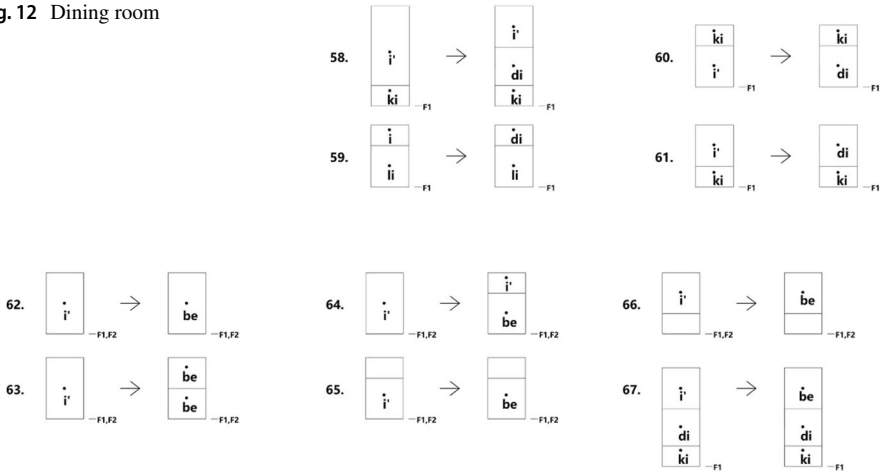 g. 12 Dining room
58. i' ki F1 → i' di ki F1
59. i li F1 → di li F1
60. ki i' F1 → ki di F1
61. i' ki F1 → di ki F1
62. i' F1,F2 → be F1,F2
63. i' F1,F2 → be be F1,F2
64. i' F1,F2 → i' be F1,F2
65. i' F1,F2 → be F1,F2
66. i' F1,F2 → be F1,F2
67. i' di ki F1 → be di ki F1